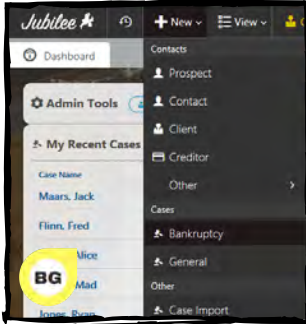 Jubilee
New
View
Dashboard
Contacts
Prospect
Admin Tools
Contact
Client
My Recent Cases
Creditor
Case Name
Other
Maars, Jack
Cases
Flinn, Fred
Bankruptcy
Alice
General
BG
Mad
Other
Jones, Ryan
Case Import